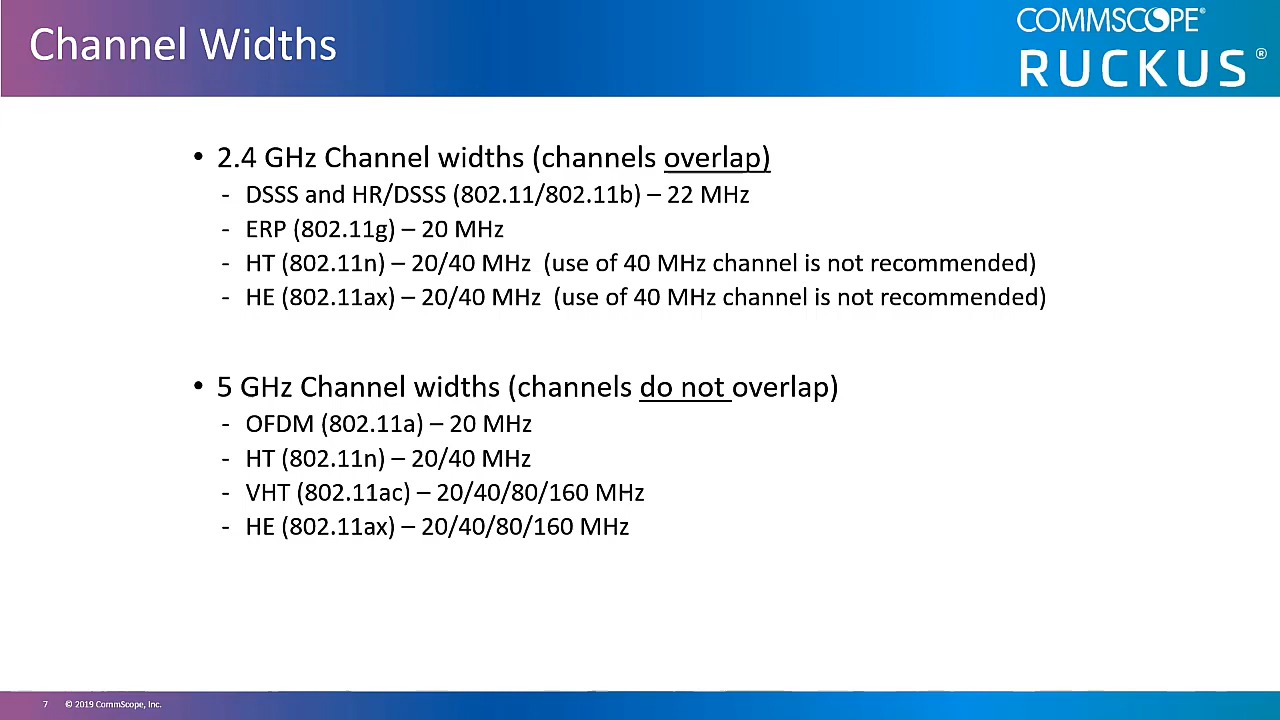 Channel Widths
COMMSCOPE®
RUCKUS®
• 2.4 GHz Channel widths (channels overlap)
- DSSS and HR/DSSS (802.11/802.11b) – 22 MHz
- ERP (802.11g) – 20 MHz
- HT (802.11n) – 20/40 MHz (use of 40 MHz channel is not recommended)
- HE (802.11ax) – 20/40 MHz (use of 40 MHz channel is not recommended)
• 5 GHz Channel widths (channels do not overlap)
- OFDM (802.11a) – 20 MHz
- HT (802.11n) – 20/40 MHz
- VHT (802.11ac) – 20/40/80/160 MHz
- HE (802.11ax) – 20/40/80/160 MHz
7 © 2019 CommScope, Inc.